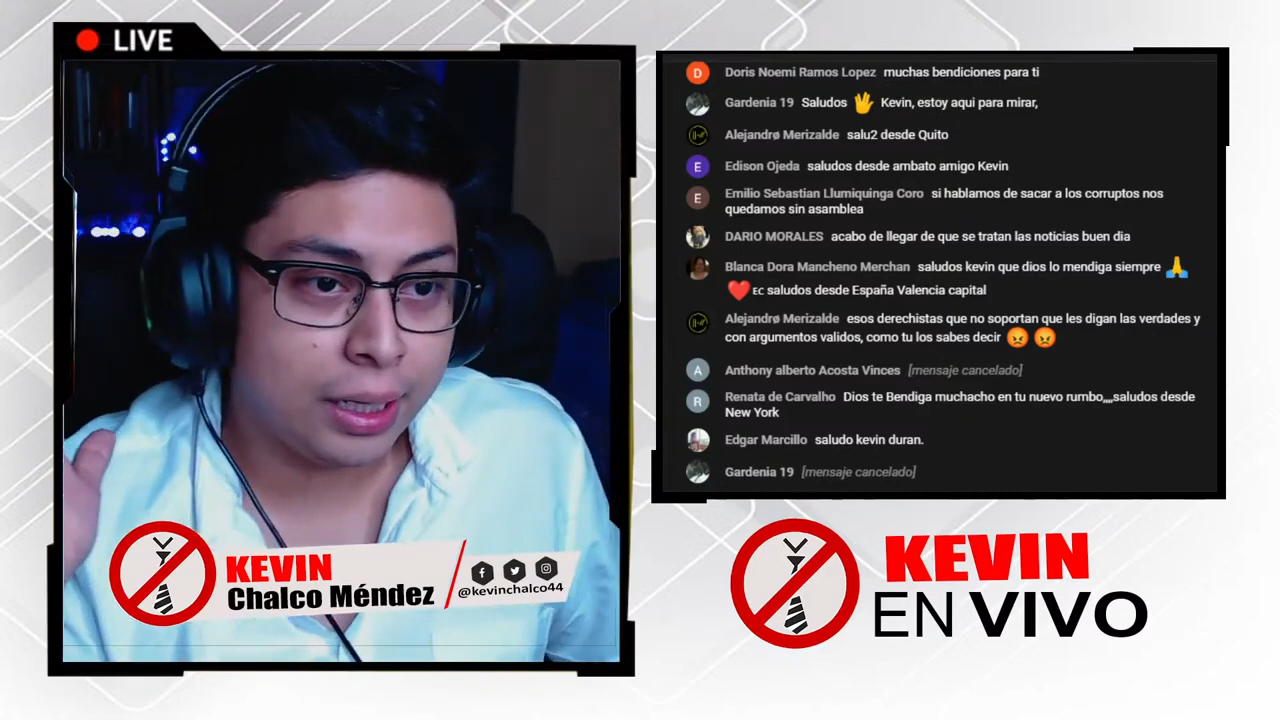 LIVE
KEVIN
Chalco Méndez
@kevinchalco44
D Doris Noemi Ramos Lopez muchas bendiciones para ti
Gardenia 19 Saludos 🖖 Kevin, estoy aqui para mirar,
Alejandrø Merizalde salu2 desde Quito
E Edison Ojeda saludos desde ambato amigo Kevin
E Emilio Sebastian Llumiquinga Coro si hablamos de sacar a los corruptos nos
quedamos sin asamblea
DARIO MORALES acabo de llegar de que se tratan las noticias buen dia
Blanca Dora Mancheno Merchan saludos kevin que dios lo mendiga siempre 🙏
❤️ EC saludos desde España Valencia capital
Alejandrø Merizalde esos derechistas que no soportan que les digan las verdades y
con argumentos validos, como tu los sabes decir 😡 😡
A Anthony alberto Acosta Vinces [mensaje cancelado]
R Renata de Carvalho Dios te Bendiga muchacho en tu nuevo rumbo,,,,saludos desde
New York
Edgar Marcillo saludo kevin duran.
Gardenia 19 [mensaje cancelado]
KEVIN
EN VIVO